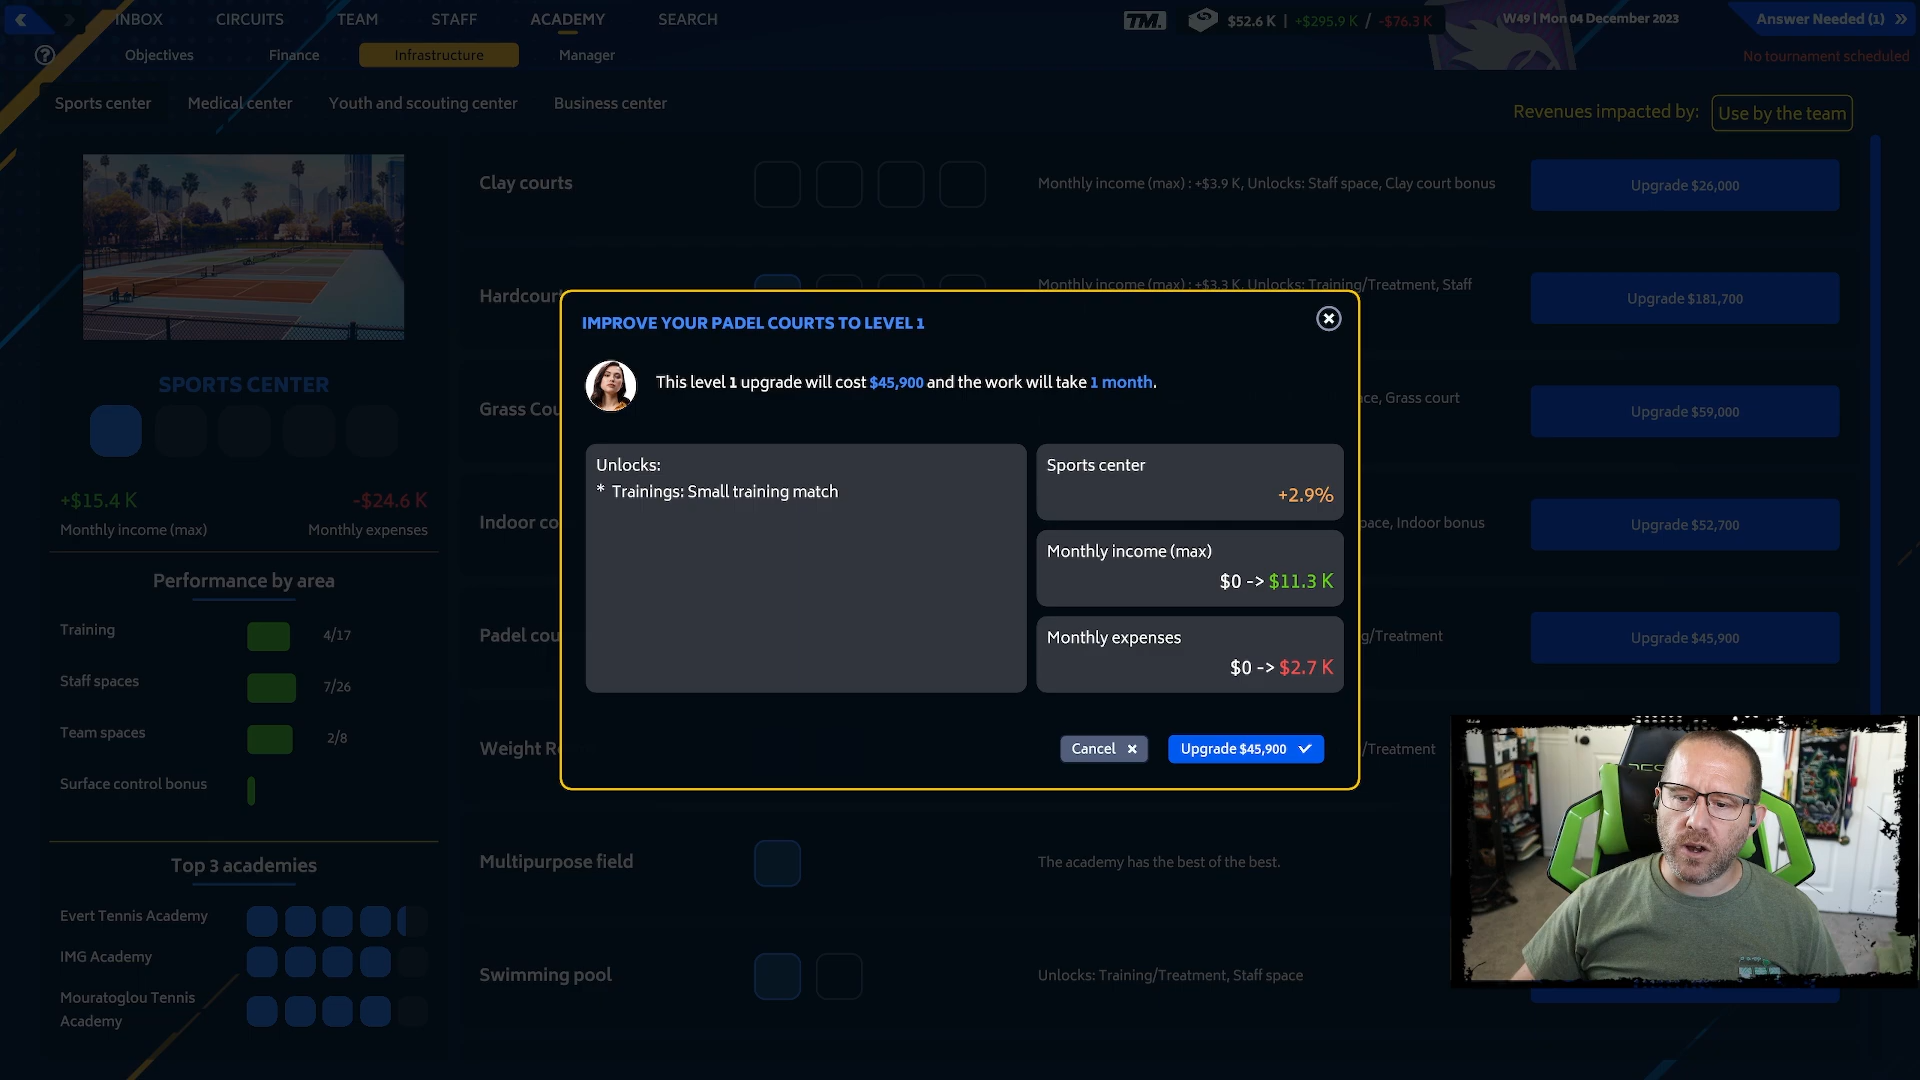 INBOX CIRCUITS TEAM STAFF ACADEMY SEARCH
TM. $52.6 K | +$295.9 K / -$76.3 K
W49 | Mon 04 December 2023
Answer Needed (1)
No tournament scheduled
Objectives Finance Infrastructure Manager
Sports center Medical center Youth and scouting center Business center
Revenues impacted by: Use by the team
Clay courts
Monthly income (max) : +$3.9 K, Unlocks: Staff space, Clay court bonus
Upgrade $26,000
Monthly income (max) : +$3.3 K, Unlocks: Training/Treatment, Staff
Hardcour
Upgrade $181,700
Grass Cou
ce, Grass court
Upgrade $59,000
Indoor co
pace, Indoor bonus
Upgrade $52,700
Padel cou
g/Treatment
Upgrade $45,900
Weight R
/Treatment
Multipurpose field
The academy has the best of the best.
Swimming pool
Unlocks: Training/Treatment, Staff space
SPORTS CENTER
+$15.4 K -$24.6 K
Monthly income (max) Monthly expenses
Performance by area
Training 4/17
Staff spaces 7/26
Team spaces 2/8
Surface control bonus
Top 3 academies
Evert Tennis Academy
IMG Academy
Mouratoglou Tennis
Academy
IMPROVE YOUR PADEL COURTS TO LEVEL 1
This level 1 upgrade will cost $45,900 and the work will take 1 month.
Unlocks:
* Trainings: Small training match
Sports center
+2.9%
Monthly income (max)
$0 -> $11.3 K
Monthly expenses
$0 -> $2.7 K
Cancel Upgrade $45,900